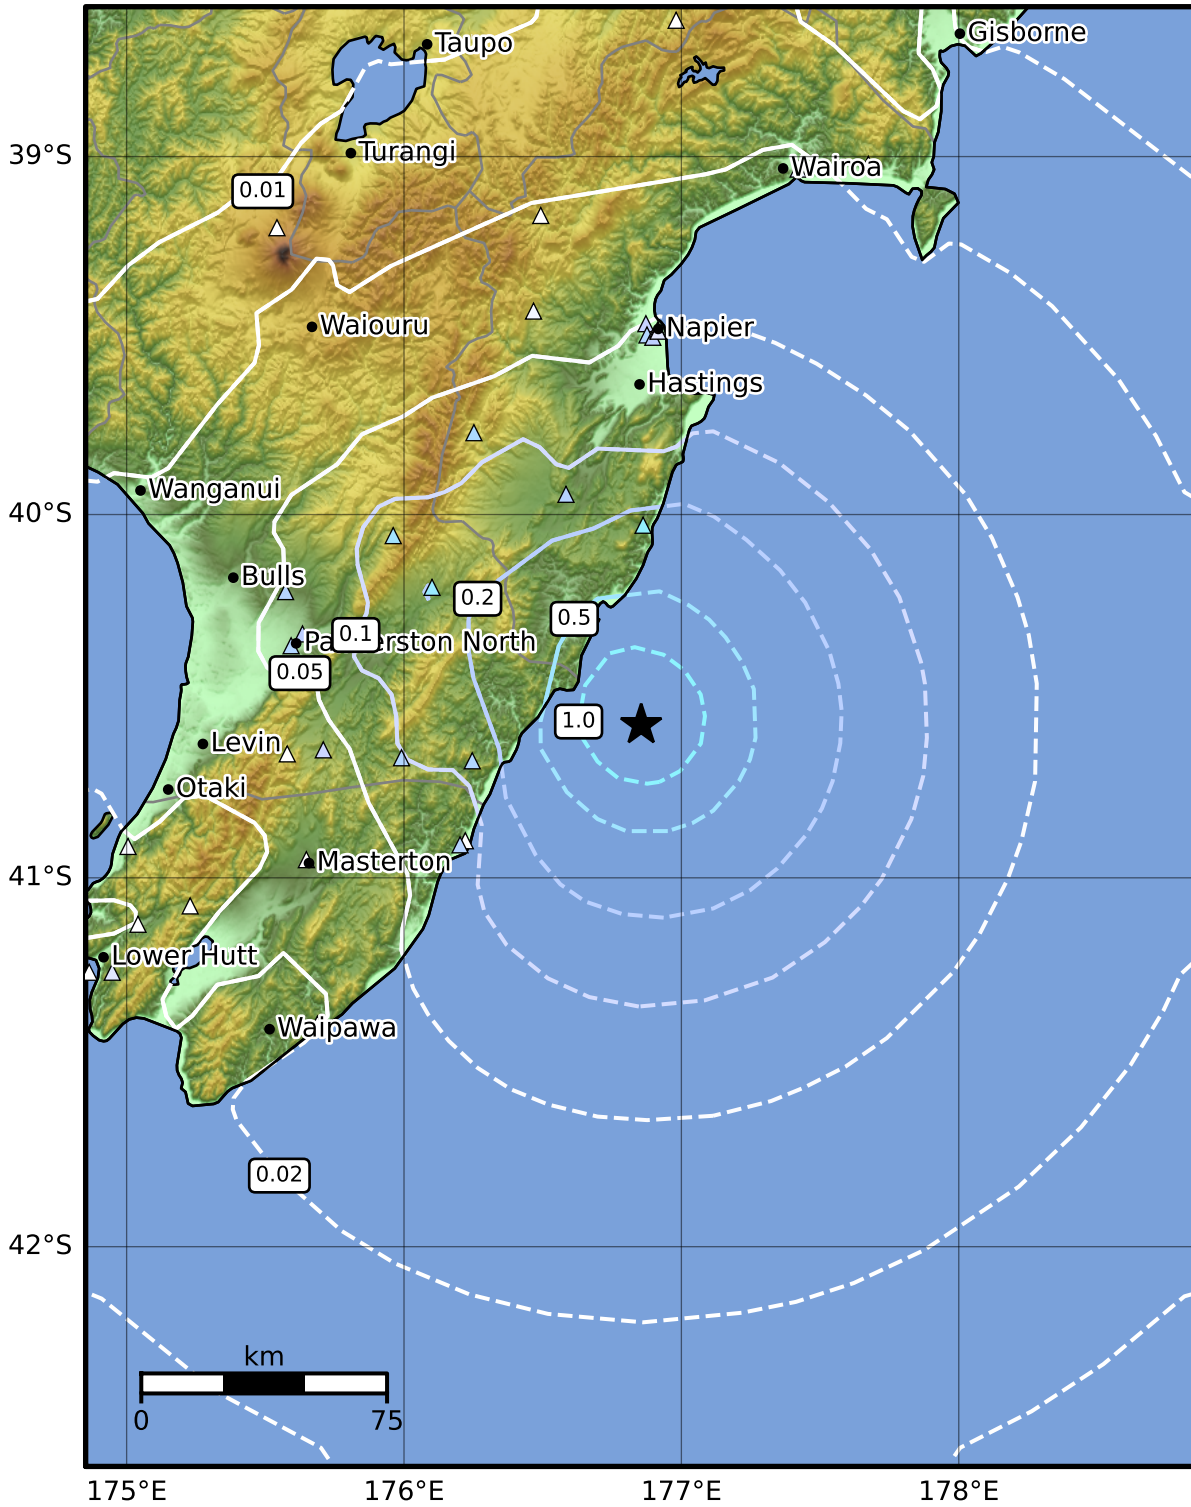 Gisborne
Taupo
39°S
Turangi
Wairoa
0.01
Waiouru
Napier
Hastings
Wanganui
40°S
Bulls
0.2
0.5
0.1
Pa erston North
0.05
1.0
Levin
Otaki
Masterton
41°S
Lower Hutt
Waipawa
0.02
42°S
km
0 75
175°E 176°E 177°E 178°E